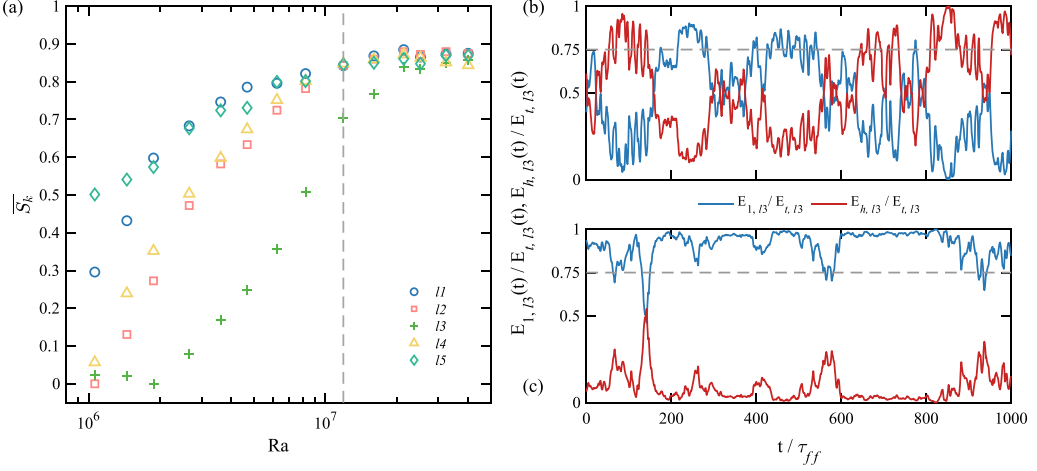 (a)
S̅k̅
1
0.9
0.8
0.7
0.6
0.5
0.4
0.3
0.2
0.1
0
10^6
10^7
Ra
l1
l2
l3
l4
l5
(b)
E_{1, l3}(t) / E_{t, l3}(t), E_{h, l3}(t) / E_{t, l3}(t)
1
0.75
0.5
0
E_{1, l3} / E_{t, l3}
E_{h, l3} / E_{t, l3}
(c)
1
0.75
0.5
0
0
200
400
600
800
1000
t / τ_{ff}